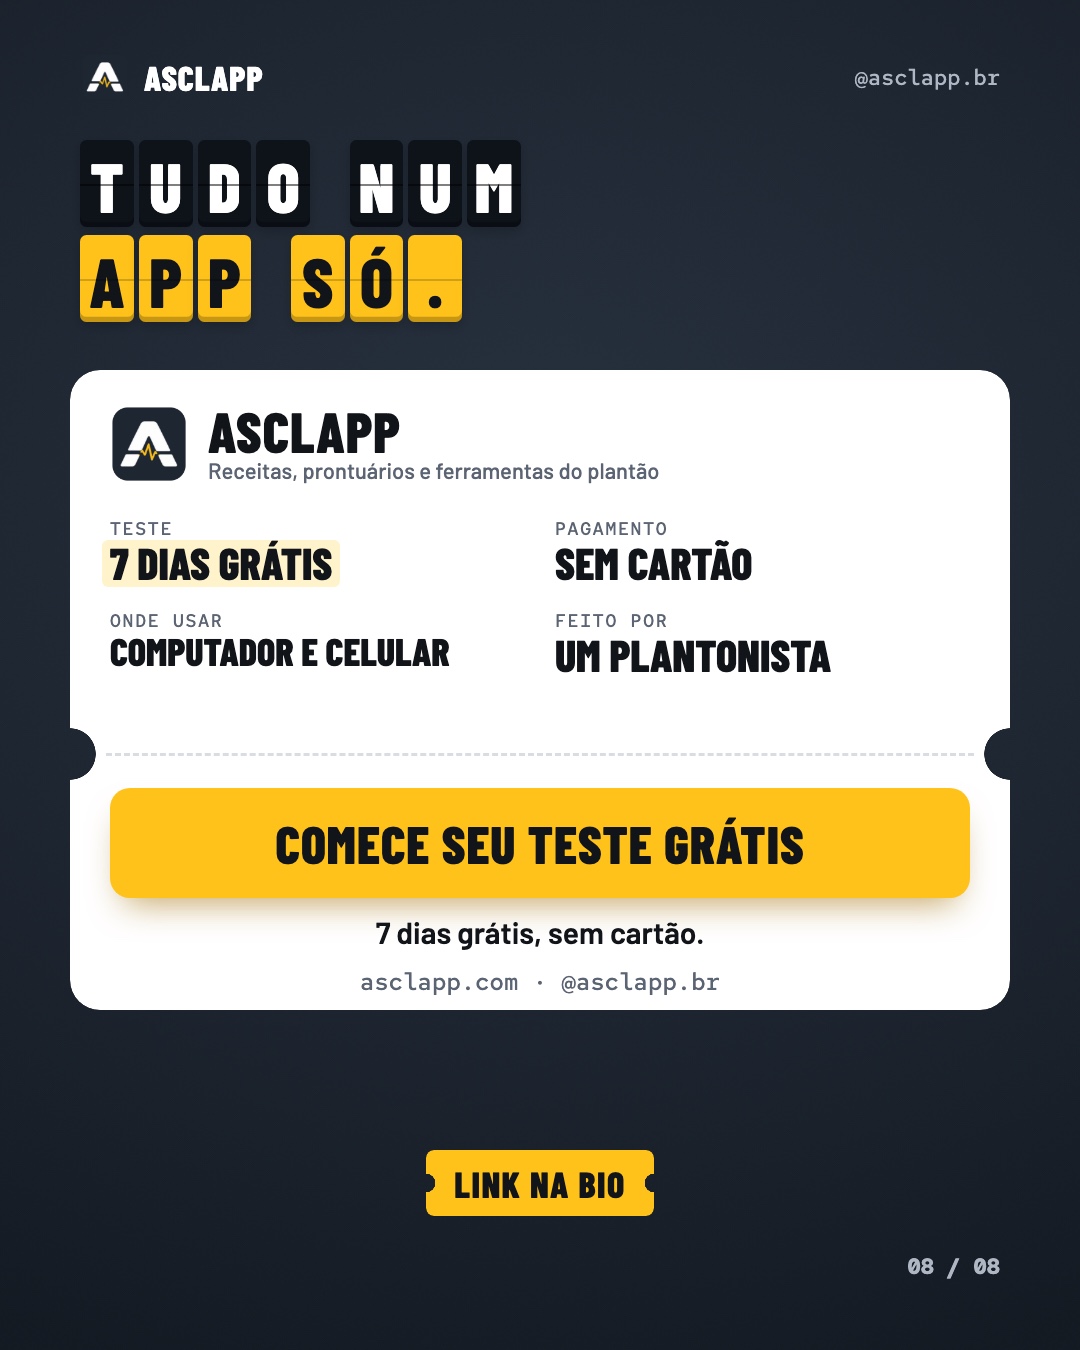 ASCLAPP
@asclapp.br
TUDO NUM
APP SÓ.
ASCLAPP
Receitas, prontuários e ferramentas do plantão
TESTE
7 DIAS GRÁTIS
PAGAMENTO
SEM CARTÃO
ONDE USAR
COMPUTADOR E CELULAR
FEITO POR
UM PLANTONISTA
COMECE SEU TESTE GRÁTIS
7 dias grátis, sem cartão.
asclapp.com · @asclapp.br
LINK NA BIO
08 / 08